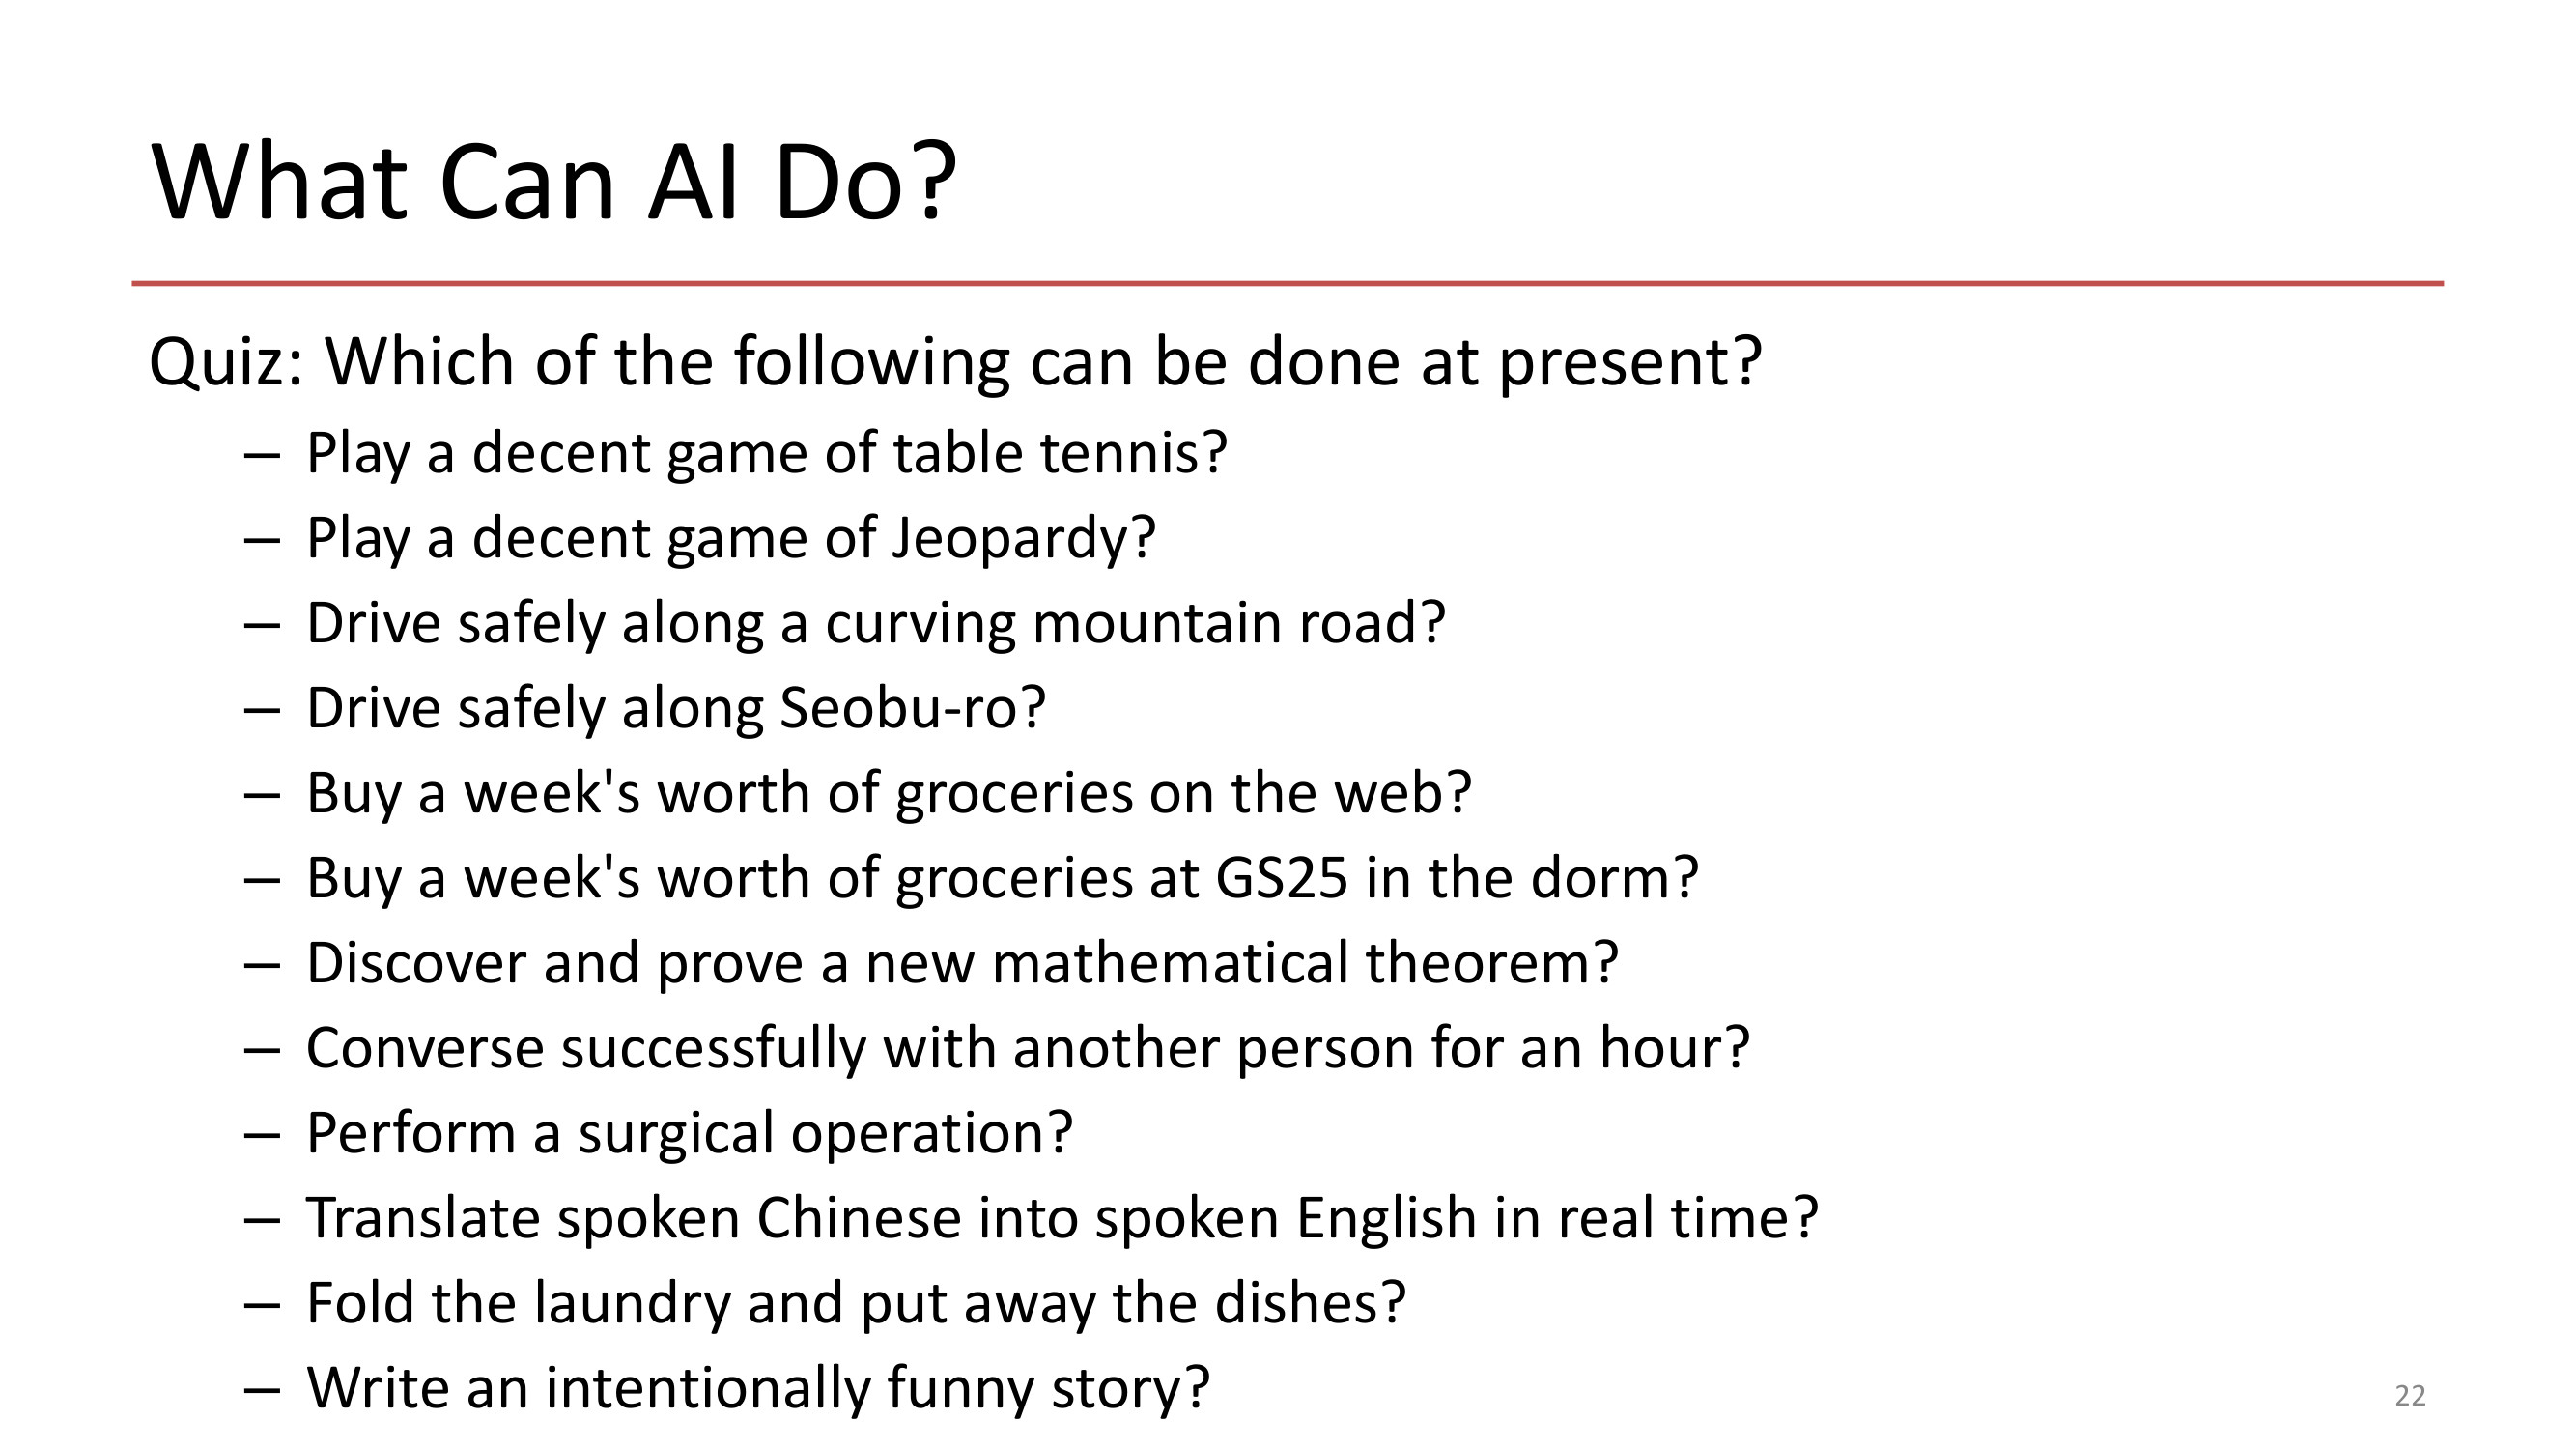 What Can AI Do?
Quiz: Which of the following can be done at present?
– Play a decent game of table tennis?
– Play a decent game of Jeopardy?
– Drive safely along a curving mountain road?
– Drive safely along Seobu-ro?
– Buy a week's worth of groceries on the web?
– Buy a week's worth of groceries at GS25 in the dorm?
– Discover and prove a new mathematical theorem?
– Converse successfully with another person for an hour?
– Perform a surgical operation?
– Translate spoken Chinese into spoken English in real time?
– Fold the laundry and put away the dishes?
– Write an intentionally funny story?
22